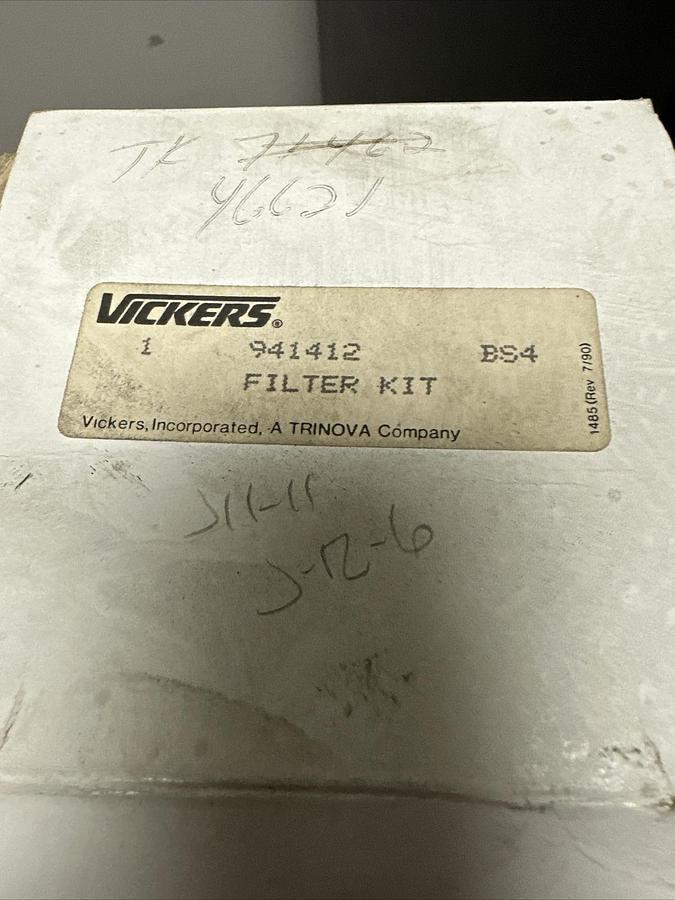 TK 71462
46621
VICKERS®
1 941412 BS4
FILTER KIT
Vickers, Incorporated, A TRINOVA Company
1485 (Rev 7/90)
J11-11
J-12-6